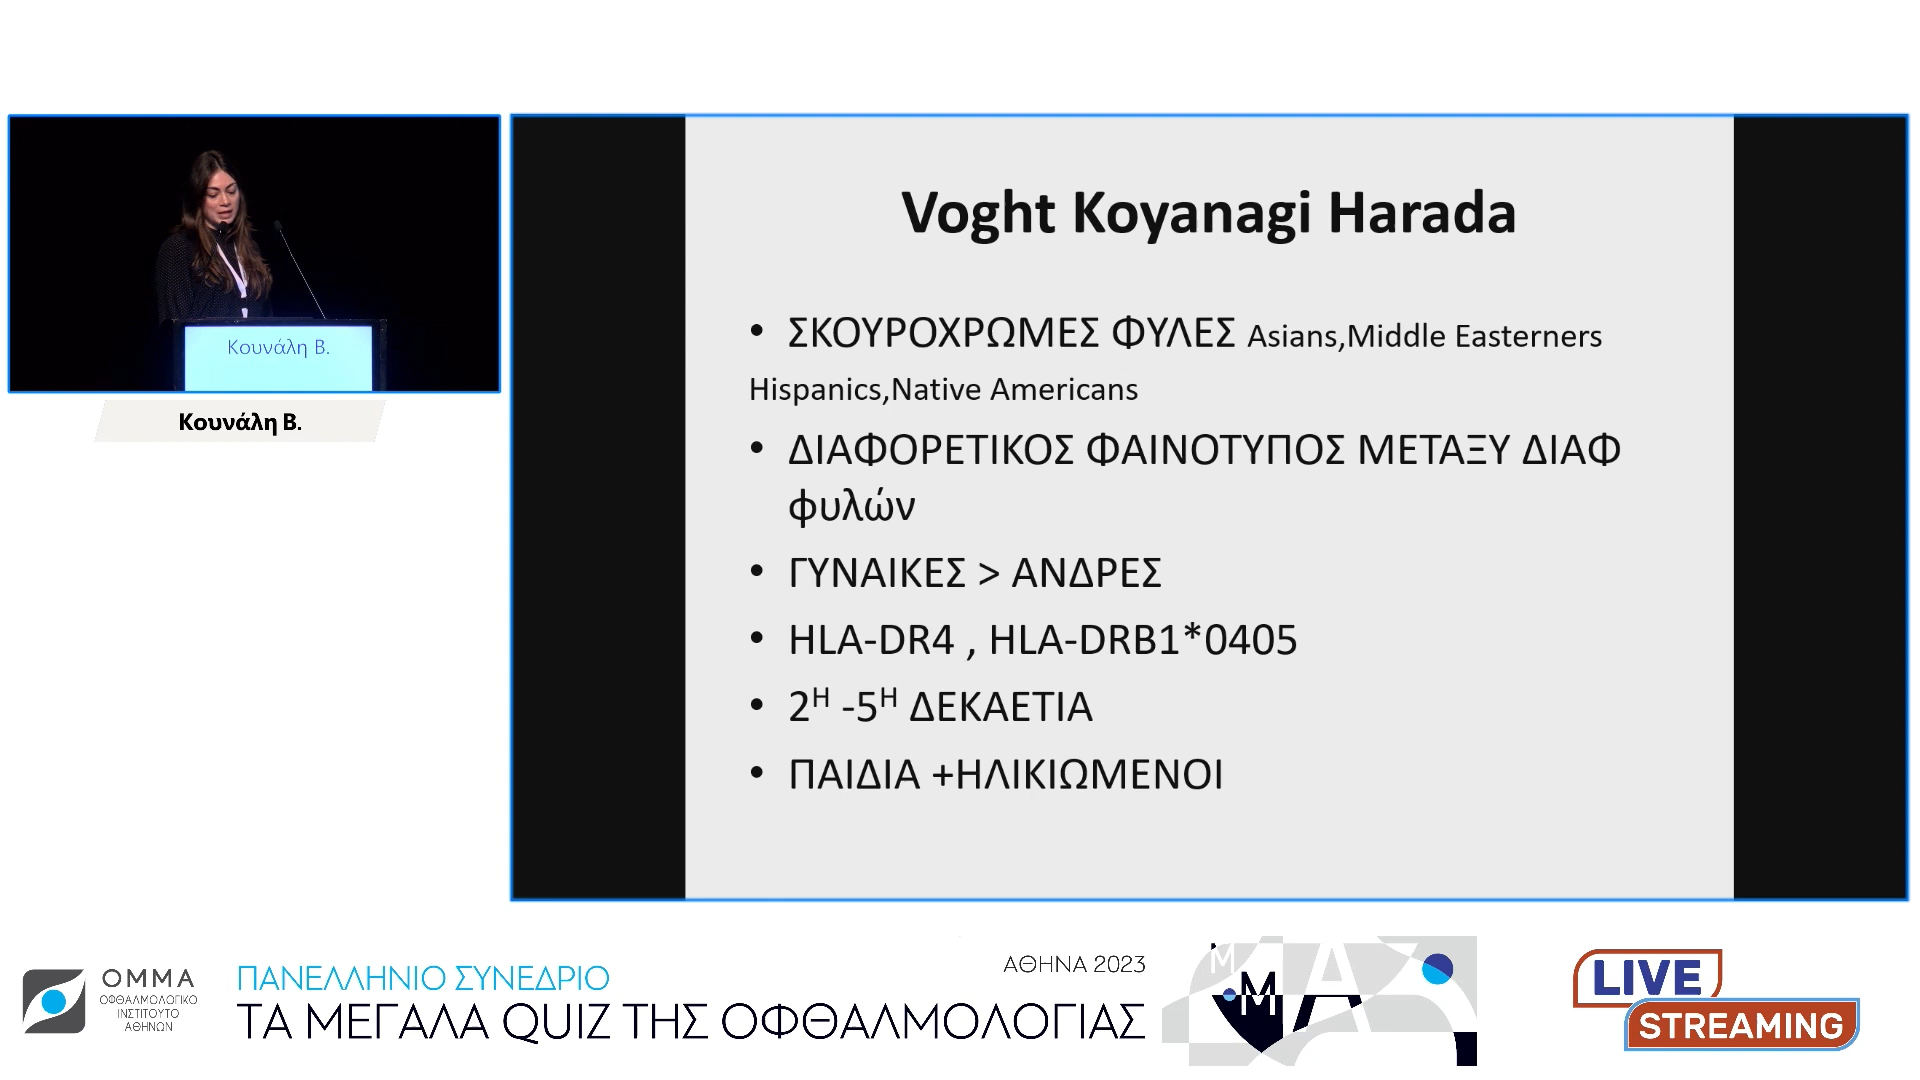 Κουνάλη Β.
Κουνάλη Β.
Voght Koyanagi Harada
• ΣΚΟΥΡΟΧΡΩΜΕΣ ΦΥΛΕΣ Asians,Middle Easterners
Hispanics,Native Americans
• ΔΙΑΦΟΡΕΤΙΚΟΣ ΦΑΙΝΟΤΥΠΟΣ ΜΕΤΑΞΥ ΔΙΑΦ
φυλών
• ΓΥΝΑΙΚΕΣ > ΑΝΔΡΕΣ
• HLA-DR4 , HLA-DRB1*0405
• 2Η -5Η ΔΕΚΑΕΤΙΑ
• ΠΑΙΔΙΑ +ΗΛΙΚΙΩΜΕΝΟΙ
ΟΜΜΑ
ΟΦΘΑΛΜΟΛΟΓΙΚΟ
ΙΝΣΤΙΤΟΥΤΟ
ΑΘΗΝΩΝ
ΠΑΝΕΛΛΗΝΙΟ ΣΥΝΕΔΡΙΟ
ΑΘΗΝΑ 2023
ΤΑ ΜΕΓΑΛΑ QUIZ ΤΗΣ ΟΦΘΑΛΜΟΛΟΓΙΑΣ
LIVE
STREAMING